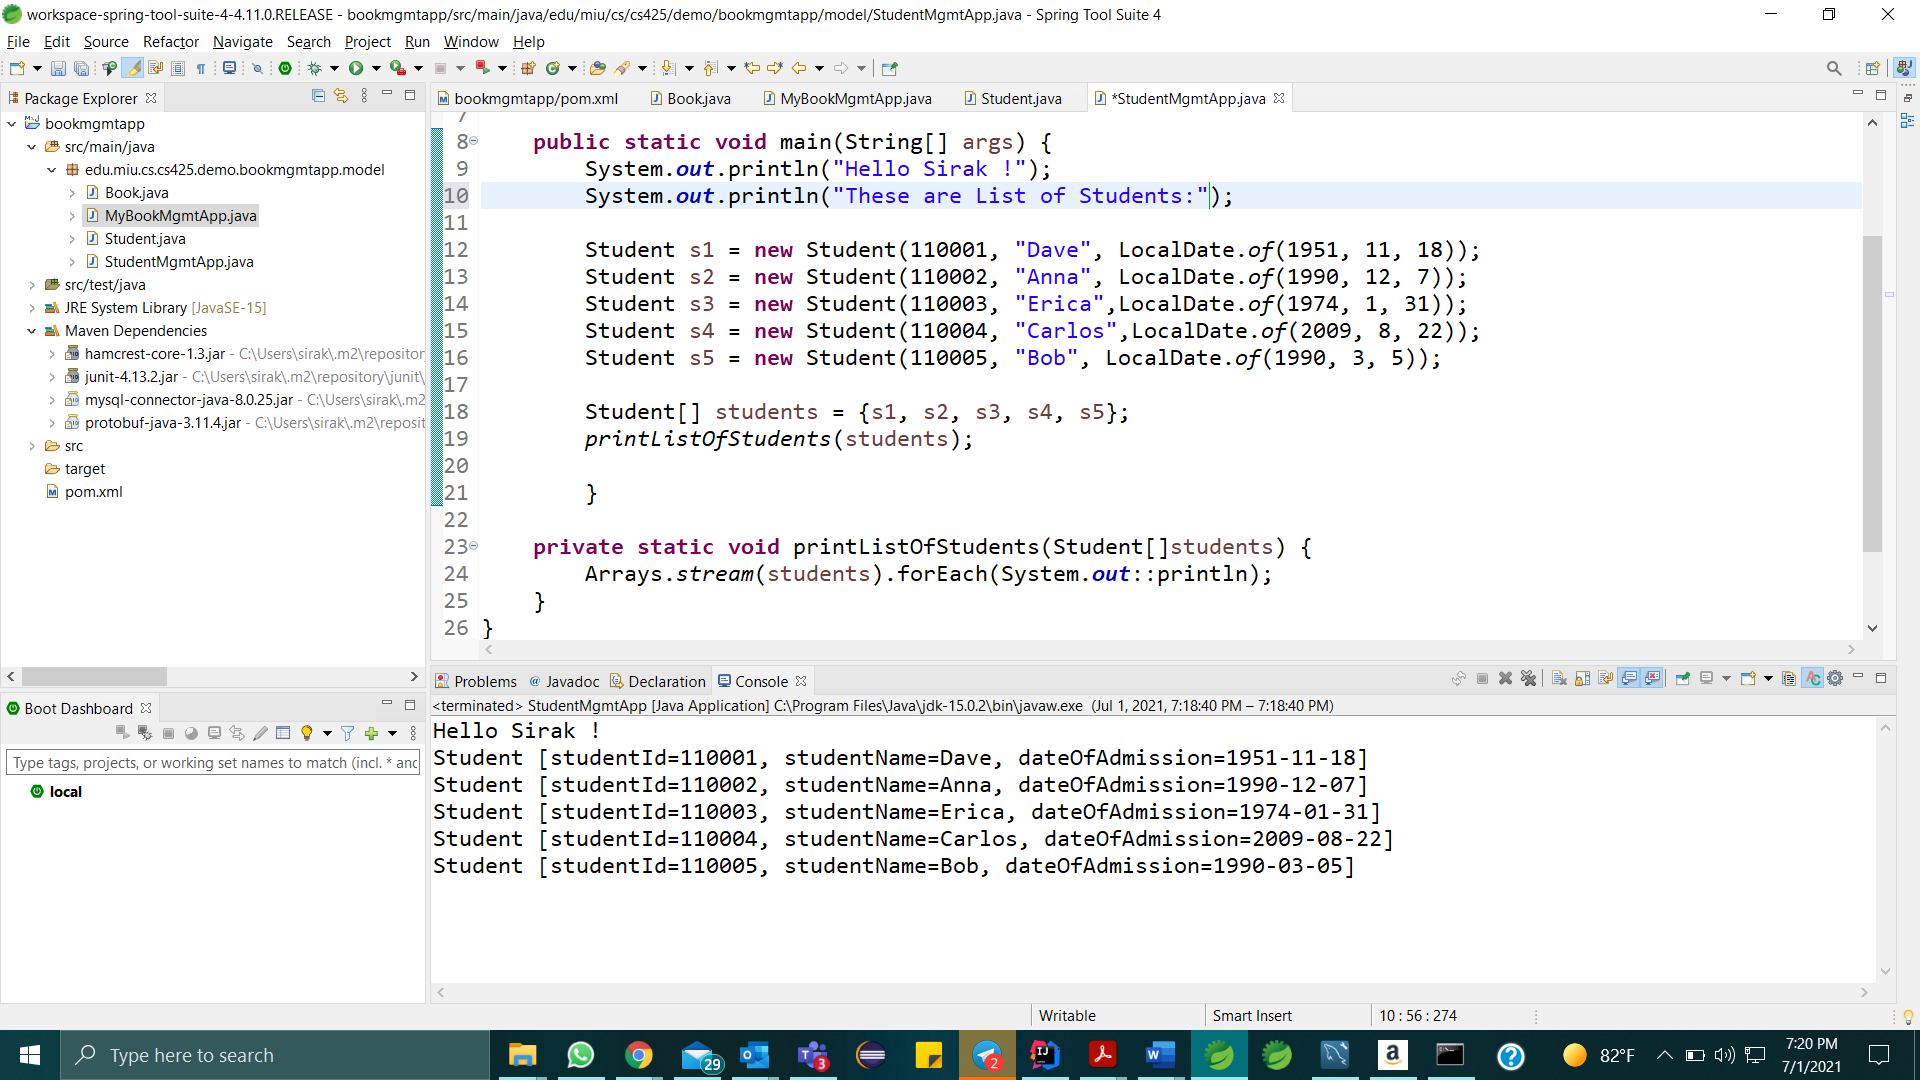 workspace-spring-tool-suite-4-4.11.0.RELEASE - bookmgmtapp/src/main/java/edu/miu/cs/cs425/demo/bookmgmtapp/model/StudentMgmtApp.java - Spring Tool Suite 4
File Edit Source Refactor Navigate Search Project Run Window Help
Package Explorer
bookmgmtapp
src/main/java
edu.miu.cs.cs425.demo.bookmgmtapp.model
Book.java
MyBookMgmtApp.java
Student.java
StudentMgmtApp.java
src/test/java
JRE System Library [JavaSE-15]
Maven Dependencies
hamcrest-core-1.3.jar - C:\Users\sirak\.m2\repositor
junit-4.13.2.jar - C:\Users\sirak\.m2\repository\junit\
mysql-connector-java-8.0.25.jar - C:\Users\sirak\.m2
protobuf-java-3.11.4.jar - C:\Users\sirak\.m2\reposit
src
target
pom.xml
Boot Dashboard
Type tags, projects, or working set names to match (incl. * and
local
bookmgmtapp/pom.xml Book.java MyBookMgmtApp.java Student.java *StudentMgmtApp.java
7
8 public static void main(String[] args) {
9 System.out.println("Hello Sirak !");
10 System.out.println("These are List of Students:");
11
12 Student s1 = new Student(110001, "Dave", LocalDate.of(1951, 11, 18));
13 Student s2 = new Student(110002, "Anna", LocalDate.of(1990, 12, 7));
14 Student s3 = new Student(110003, "Erica",LocalDate.of(1974, 1, 31));
15 Student s4 = new Student(110004, "Carlos",LocalDate.of(2009, 8, 22));
16 Student s5 = new Student(110005, "Bob", LocalDate.of(1990, 3, 5));
17
18 Student[] students = {s1, s2, s3, s4, s5};
19 printListOfStudents(students);
20
21 }
22
23 private static void printListOfStudents(Student[]students) {
24 Arrays.stream(students).forEach(System.out::println);
25 }
26 }
Problems @ Javadoc Declaration Console
<terminated> StudentMgmtApp [Java Application] C:\Program Files\Java\jdk-15.0.2\bin\javaw.exe (Jul 1, 2021, 7:18:40 PM – 7:18:40 PM)
Hello Sirak !
Student [studentId=110001, studentName=Dave, dateOfAdmission=1951-11-18]
Student [studentId=110002, studentName=Anna, dateOfAdmission=1990-12-07]
Student [studentId=110003, studentName=Erica, dateOfAdmission=1974-01-31]
Student [studentId=110004, studentName=Carlos, dateOfAdmission=2009-08-22]
Student [studentId=110005, studentName=Bob, dateOfAdmission=1990-03-05]
Writable Smart Insert 10 : 56 : 274
Type here to search
29
3
2
82°F
7:20 PM
7/1/2021